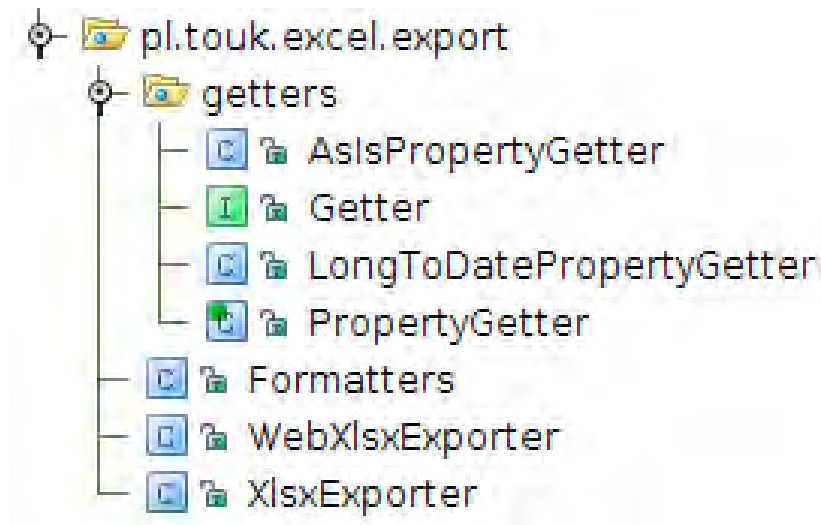 pl.touk.excel.export
getters
C AsIsPropertyGetter
I Getter
C LongToDatePropertyGetter
C PropertyGetter
C Formatters
C WebXlsxExporter
C XlsxExporter